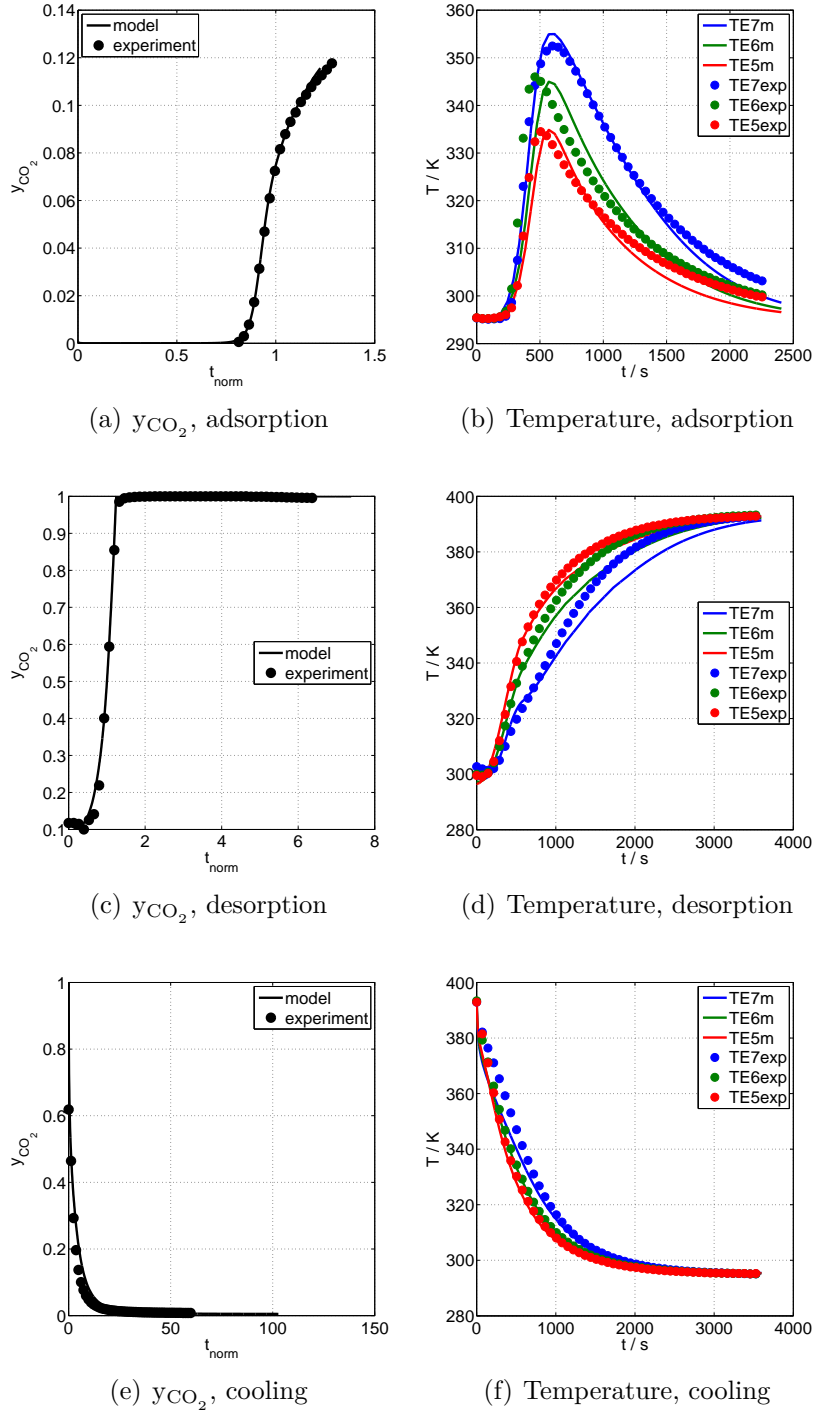 0.14
0.12
0.1
0.08
0.06
0.04
0.02
0
0
0.5
1
1.5
y_CO₂
t_norm
model
experiment
(a) y_CO₂, adsorption
360
350
340
330
320
310
300
290
0
500
1000
1500
2000
2500
T / K
t / s
TE7m
TE6m
TE5m
TE7exp
TE6exp
TE5exp
(b) Temperature, adsorption
1
0.9
0.8
0.7
0.6
0.5
0.4
0.3
0.2
0.1
0
2
4
6
8
y_CO₂
t_norm
model
experiment
(c) y_CO₂, desorption
400
380
360
340
320
300
280
0
1000
2000
3000
4000
T / K
t / s
TE7m
TE6m
TE5m
TE7exp
TE6exp
TE5exp
(d) Temperature, desorption
1
0.8
0.6
0.4
0.2
0
0
50
100
150
y_CO₂
t_norm
model
experiment
(e) y_CO₂, cooling
400
380
360
340
320
300
280
0
1000
2000
3000
4000
T / K
t / s
TE7m
TE6m
TE5m
TE7exp
TE6exp
TE5exp
(f) Temperature, cooling